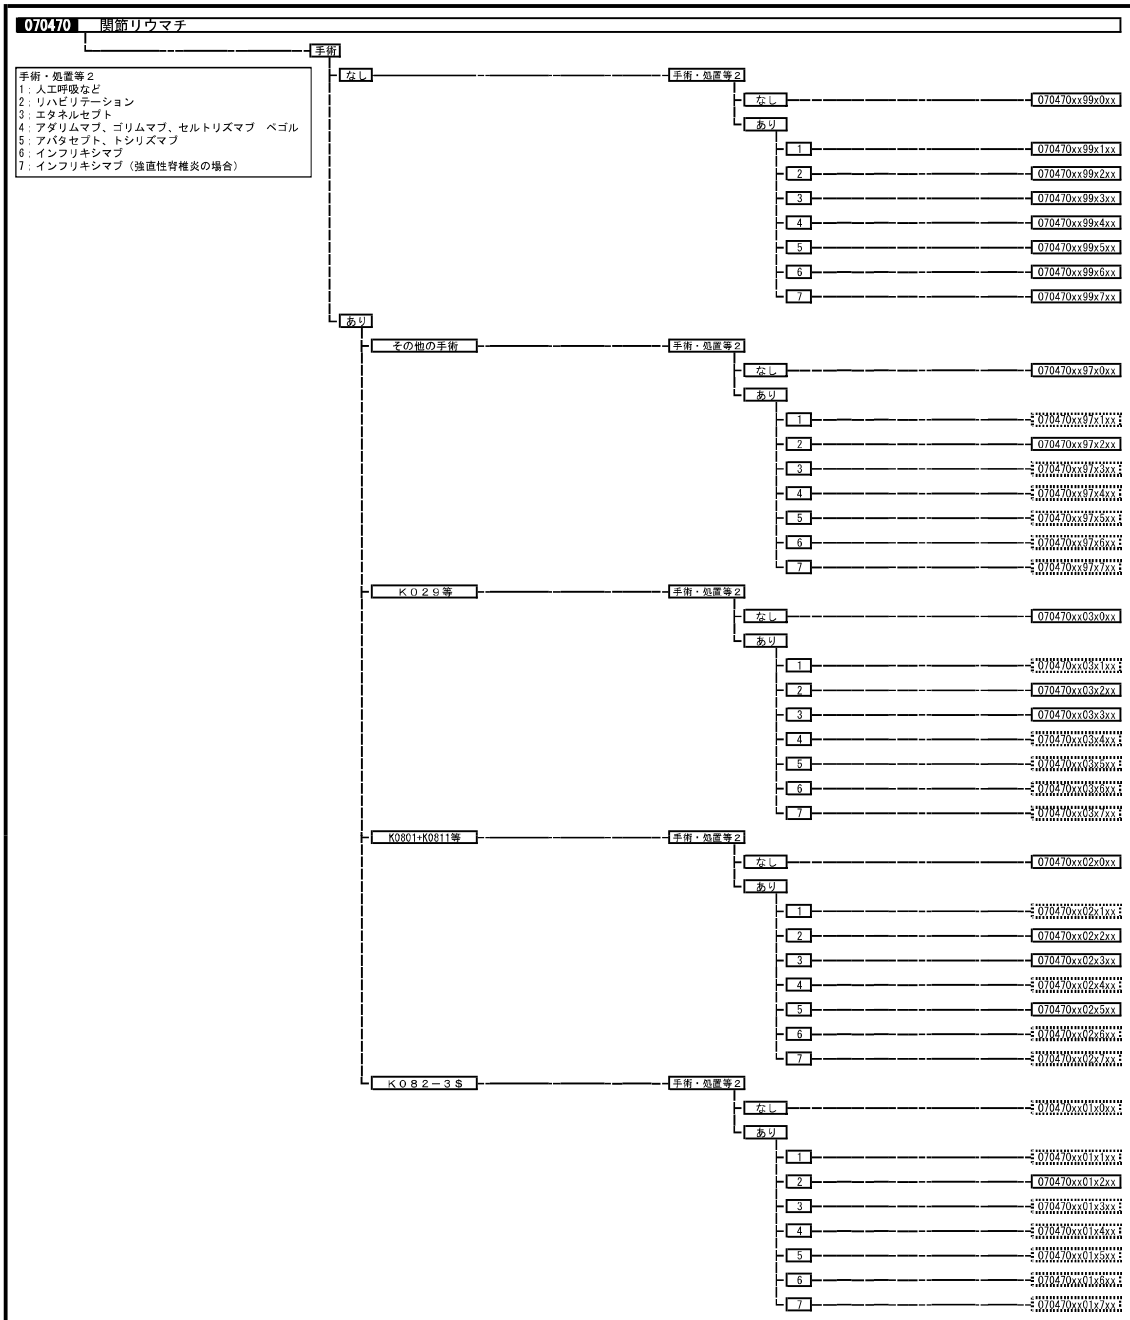 070470 関節リウマチ
手術
手術・処置等2
1:人工呼吸など
2:リハビリテーション
3:エタネルセプト
4:アダリムマブ、ゴリムマブ、セルトリズマブ ペゴル
5:アバタセプト、トシリズマブ
6:インフリキシマブ
7:インフリキシマブ(強直性脊椎炎の場合)
なし 手術・処置等2
なし 070470xx99x0xx
あり
1 070470xx99x1xx
2 070470xx99x2xx
3 070470xx99x3xx
4 070470xx99x4xx
5 070470xx99x5xx
6 070470xx99x6xx
7 070470xx99x7xx
あり
その他の手術 手術・処置等2
なし 070470xx97x0xx
あり
1 070470xx97x1xx
2 070470xx97x2xx
3 070470xx97x3xx
4 070470xx97x4xx
5 070470xx97x5xx
6 070470xx97x6xx
7 070470xx97x7xx
K029等 手術・処置等2
なし 070470xx03x0xx
あり
1 070470xx03x1xx
2 070470xx03x2xx
3 070470xx03x3xx
4 070470xx03x4xx
5 070470xx03x5xx
6 070470xx03x6xx
7 070470xx03x7xx
K0801+K0811等 手術・処置等2
なし 070470xx02x0xx
あり
1 070470xx02x1xx
2 070470xx02x2xx
3 070470xx02x3xx
4 070470xx02x4xx
5 070470xx02x5xx
6 070470xx02x6xx
7 070470xx02x7xx
K082-3$ 手術・処置等2
なし 070470xx01x0xx
あり
1 070470xx01x1xx
2 070470xx01x2xx
3 070470xx01x3xx
4 070470xx01x4xx
5 070470xx01x5xx
6 070470xx01x6xx
7 070470xx01x7xx